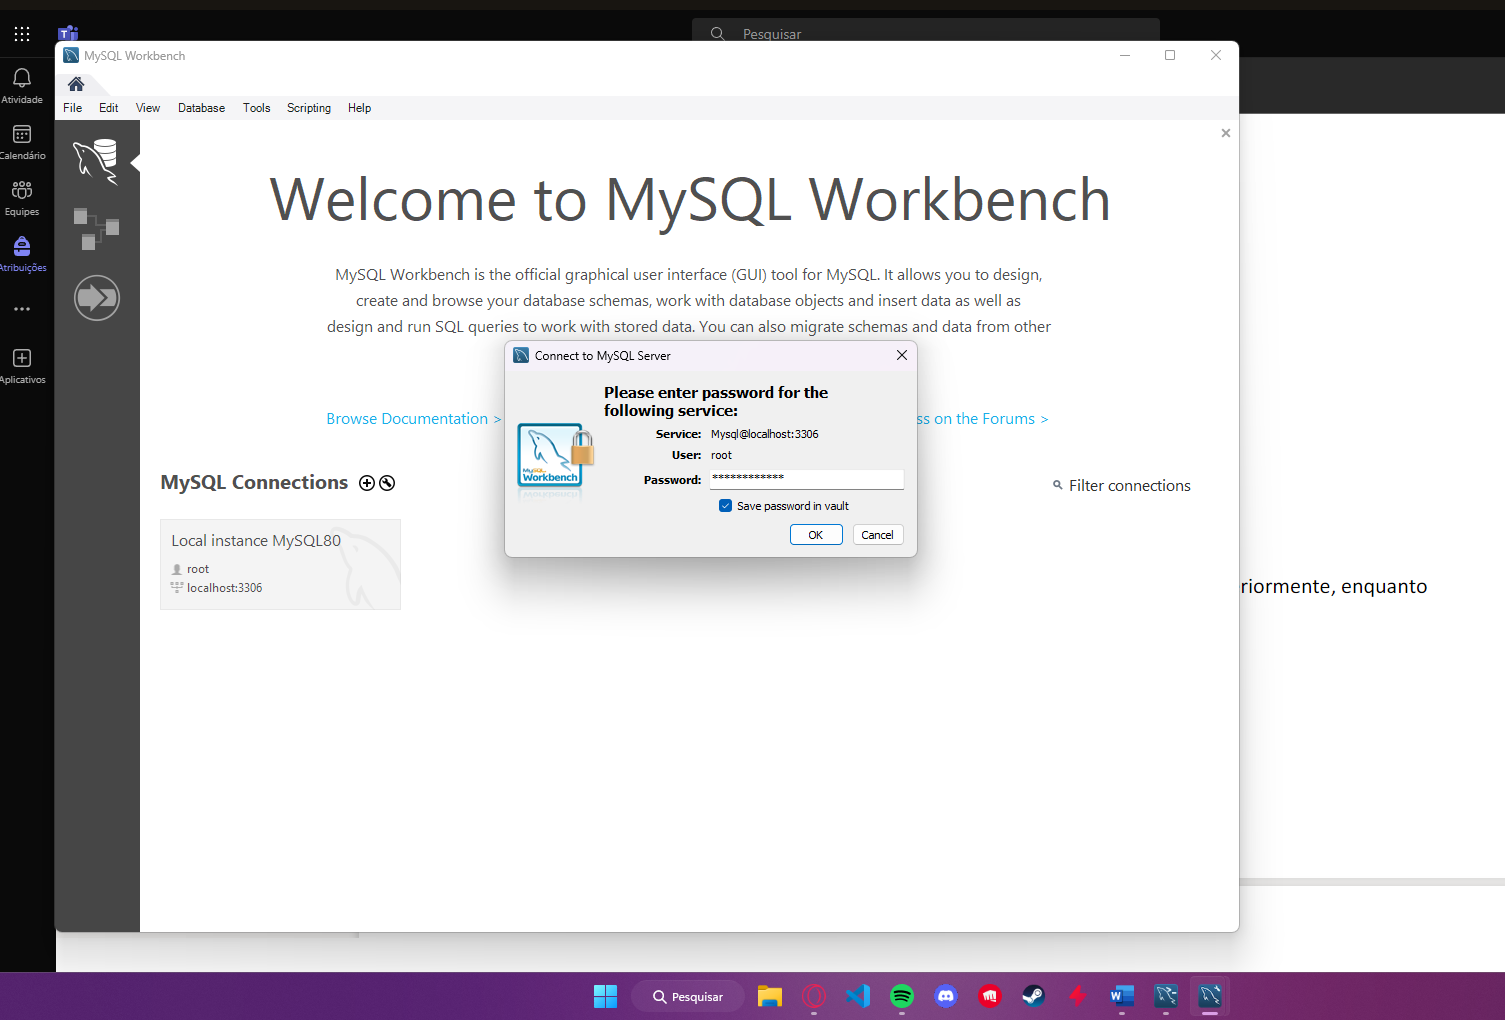 Pesquisar
MySQL Workbench
File Edit View Database Tools Scripting Help
Atividade
Calendário
Equipes
Atribuições
Aplicativos
Welcome to MySQL Workbench
MySQL Workbench is the official graphical user interface (GUI) tool for MySQL. It allows you to design,
create and browse your database schemas, work with database objects and insert data as well as
design and run SQL queries to work with stored data. You can also migrate schemas and data from other
Browse Documentation >
ss on the Forums >
Connect to MySQL Server
Please enter password for the
following service:
Service: Mysql@localhost:3306
User: root
Password: ************
Save password in vault
OK Cancel
MySQL Workbench
MySQL Connections
Filter connections
Local instance MySQL80
root
localhost:3306
riormente, enquanto
Pesquisar